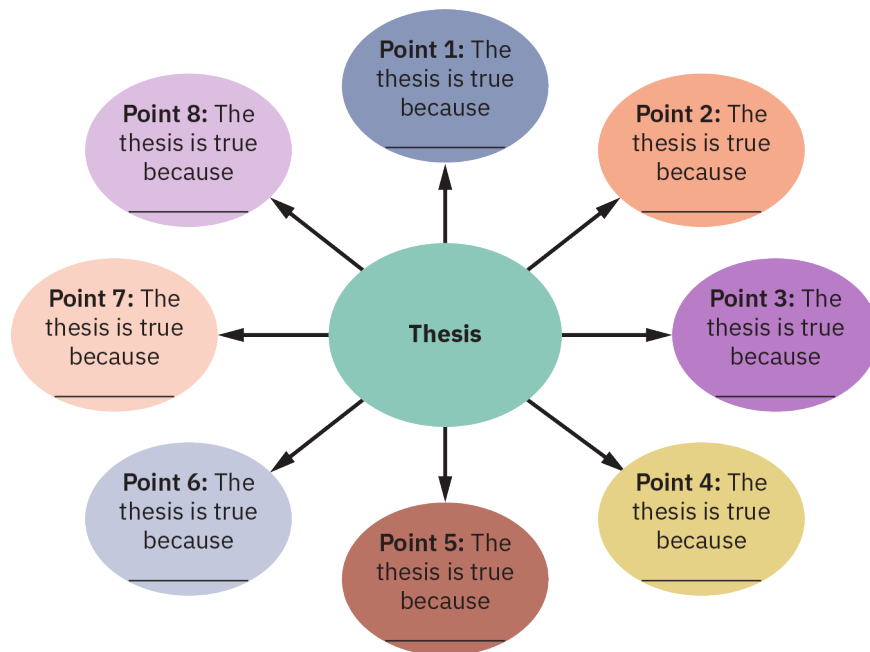 Point 1: The
thesis is true
because
Point 2: The
thesis is true
because
Point 3: The
thesis is true
because
Point 4: The
thesis is true
because
Point 5: The
thesis is true
because
Point 6: The
thesis is true
because
Point 7: The
thesis is true
because
Point 8: The
thesis is true
because
Thesis